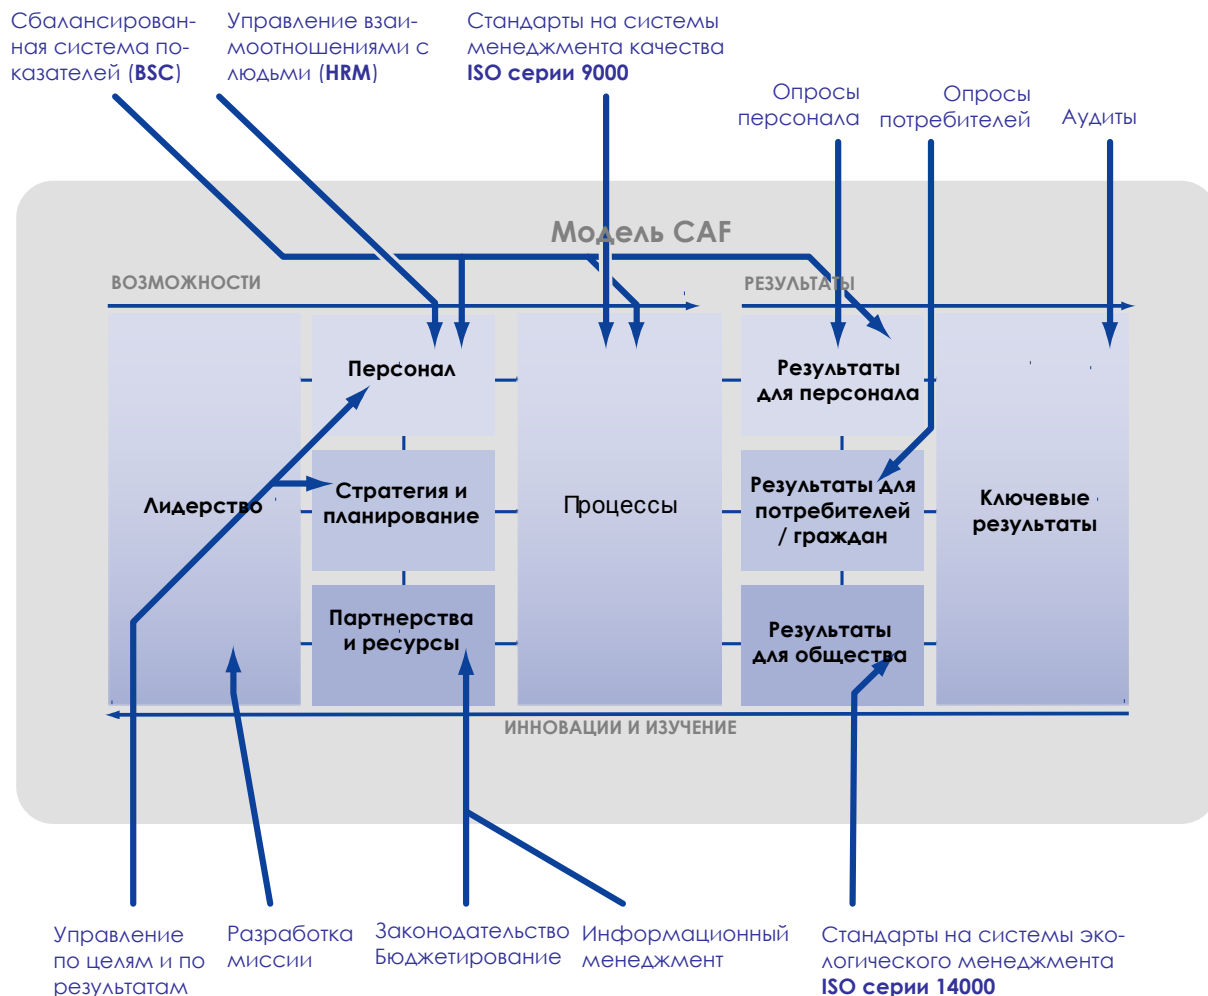 Сбалансирован-
ная система по-
казателей (BSC)
Управление взаи-
моотношениями с
людьми (HRM)
Стандарты на системы
менеджмента качества
ISO серии 9000
Опросы
персонала
Опросы
потребителей
Аудиты
Модель CAF
ВОЗМОЖНОСТИ
РЕЗУЛЬТАТЫ
Лидерство
Персонал
Стратегия и
планирование
Партнерства
и ресурсы
Процессы
Результаты
для персонала
Результаты для
потребителей
/ граждан
Результаты
для общества
Ключевые
результаты
ИННОВАЦИИ И ИЗУЧЕНИЕ
Управление
по целям и по
результатам
Разработка
миссии
Законодательство
Бюджетирование
Информационный
менеджмент
Стандарты на системы эко-
логического менеджмента
ISO серии 14000